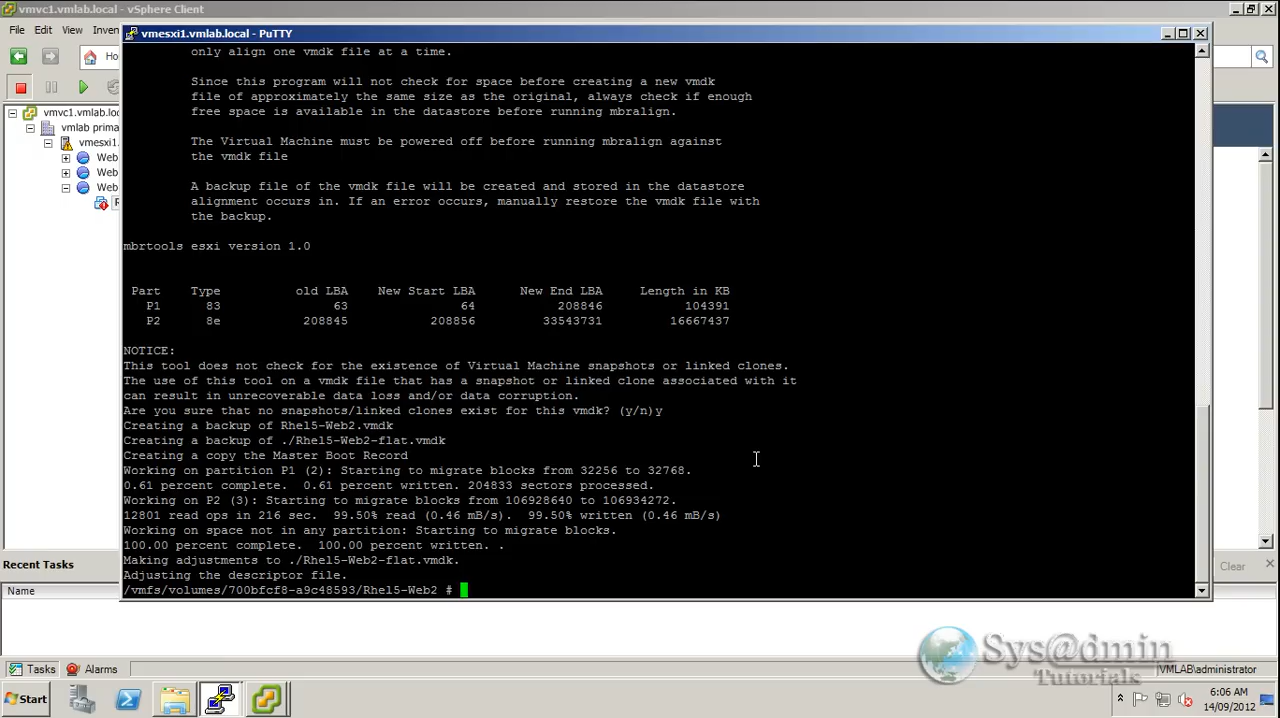 vmvc1.vmlab.local - vSphere Client
File Edit View Inven
vmesxi1.vmlab.local - PuTTY
Ho
vmvc1.vmlab.loc
vmlab prima
vmesxi1.
Web
Web
Web
R
only align one vmdk file at a time.
Since this program will not check for space before creating a new vmdk
file of approximately the same size as the original, always check if enough
free space is available in the datastore before running mbralign.
The Virtual Machine must be powered off before running mbralign against
the vmdk file
A backup file of the vmdk file will be created and stored in the datastore
alignment occurs in. If an error occurs, manually restore the vmdk file with
the backup.
mbrtools esxi version 1.0
Part Type old LBA New Start LBA New End LBA Length in KB
P1 83 63 64 208846 104391
P2 8e 208845 208856 33543731 16667437
NOTICE:
This tool does not check for the existence of Virtual Machine snapshots or linked clones.
The use of this tool on a vmdk file that has a snapshot or linked clone associated with it
can result in unrecoverable data loss and/or data corruption.
Are you sure that no snapshots/linked clones exist for this vmdk? (y/n)y
Creating a backup of Rhel5-Web2.vmdk
Creating a backup of ./Rhel5-Web2-flat.vmdk
Creating a copy the Master Boot Record
Working on partition P1 (2): Starting to migrate blocks from 32256 to 32768.
0.61 percent complete. 0.61 percent written. 204833 sectors processed.
Working on P2 (3): Starting to migrate blocks from 106928640 to 106934272.
12801 read ops in 216 sec. 99.50% read (0.46 mB/s). 99.50% written (0.46 mB/s)
Working on space not in any partition: Starting to migrate blocks.
100.00 percent complete. 100.00 percent written. .
Making adjustments to ./Rhel5-Web2-flat.vmdk.
Adjusting the descriptor file.
/vmfs/volumes/700bfcf8-a9c48593/Rhel5-Web2 #
Recent Tasks
Clear
Name
Sys@dmin
Tutorials
Tasks Alarms
VMLAB\administrator
Start
6:06 AM
14/09/2012